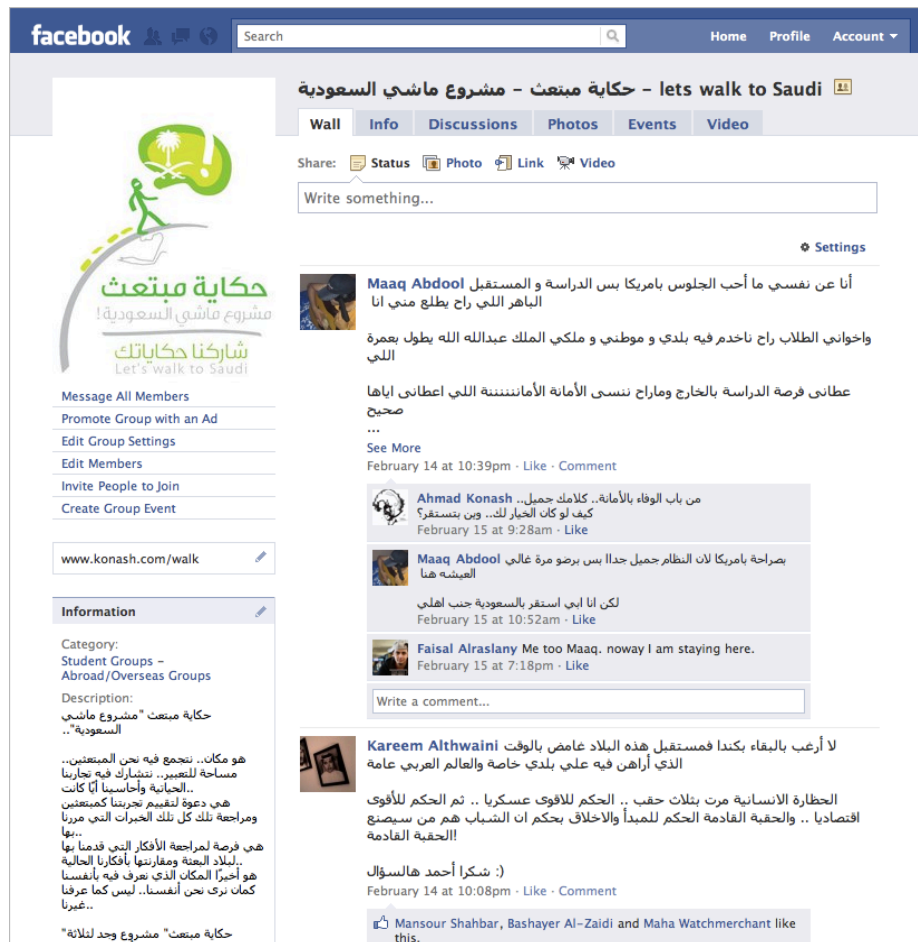 facebook
Search
Home Profile Account
حكاية مبتعث – مشروع ماشي السعودية – lets walk to Saudi
Wall Info Discussions Photos Events Video
Share: Status Photo Link Video
Write something...
Settings
حكاية مبتعث
مشروع ماشي السعودية!
شاركنا حكاياتك
Let's walk to Saudi
Message All Members
Promote Group with an Ad
Edit Group Settings
Edit Members
Invite People to Join
Create Group Event
www.konash.com/walk
Information
Category:
Student Groups –
Abroad/Overseas Groups
Description:
حكاية مبتعث "مشروع ماشي
السعودية"..
هو مكان.. نتجمع فيه نحن المبتعثين..
مساحة للتعبير.. نتشارك فيه تجاربنا
الحياتية وأحاسيسنا أيًا كانت..
هي دعوة لتقييم تجربتنا كمبتعثين
ومراجعة تلك كل تلك الخبرات التي مررنا
بها..
هي فرصة لمراجعة الأفكار التي قدمنا بها
لبلاد البعثة ومقارنتها بأفكارنا الحالية..
هو أخيرًا المكان الذي نعرف فيه بأنفسنا
كمان نرى نحن أنفسنا.. ليس كما عرفنا
غيرنا..
حكاية مبتعث" مشروع وجد لثلاثة"
Maaq Abdool أنا عن نفسي ما أحب الجلوس بامريكا بس الدراسة و المستقبل
الباهر اللي راح يطلع مني انا
واخواني الطلاب راح ناخدم فيه بلدي و موطني و ملكي الملك عبدالله الله يطول بعمرة
اللي
عطانى فرصة الدراسة بالخارج وماراح ننسى الأمانة الأماننننننة اللي اعطانى اياها
صحيح
...
See More
February 14 at 10:39pm · Like · Comment
Ahmad Konash من باب الوفاء بالأمانة.. كلامك جميل..
كيف لو كان الخيار لك.. وين بتستقر؟
February 15 at 9:28am · Like
Maaq Abdool بصراحة بامريكا لان النظام جميل جداا بس برضو مرة غالي
العيشه هنا
لكن انا ابي استقر بالسعودية جنب اهلي
February 15 at 10:52am · Like
Faisal Alraslany Me too Maaq. noway I am staying here.
February 15 at 7:18pm · Like
Write a comment...
Kareem Althwaini لا أرغب بالبقاء بكندا فمستقبل هذه البلاد غامض بالوقت
الذي أراهن فيه علي بلدي خاصة والعالم العربي عامة
الحظارة الانسانية مرت بثلاث حقب .. الحكم للاقوى عسكريا .. ثم الحكم للأقوى
اقتصاديا .. والحقبة القادمة الحكم للمبدأ والاخلاق بحكم ان الشباب هم من سيصنع
الحقبة القادمة!
شكرا أحمد هالسؤال :)
February 14 at 10:08pm · Like · Comment
Mansour Shahbar, Bashayer Al-Zaidi and Maha Watchmerchant like
this.